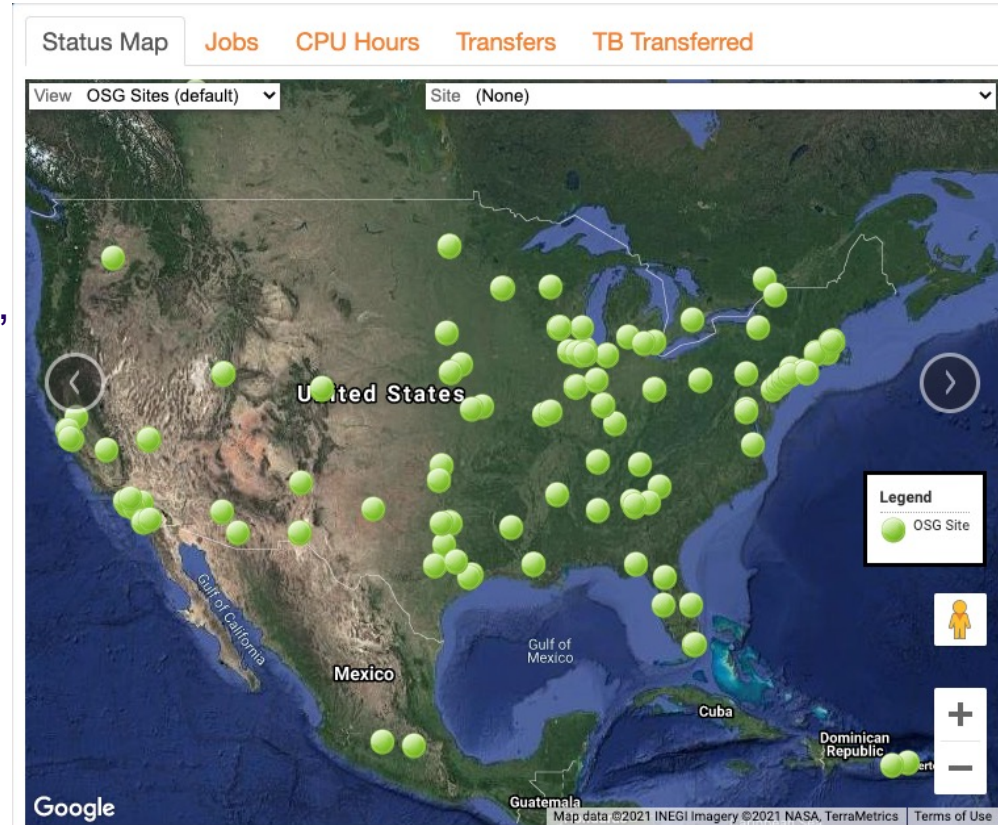 Status Map Jobs CPU Hours Transfers TB Transferred
View OSG Sites (default) Site (None)
,
United States
Legend
OSG Site
Gulf of California
Gulf of
Mexico
Mexico
Cuba
Dominican
Republic
Guatemala
Google
Map data ©2021 INEGI Imagery ©2021 NASA, TerraMetrics Terms of Use